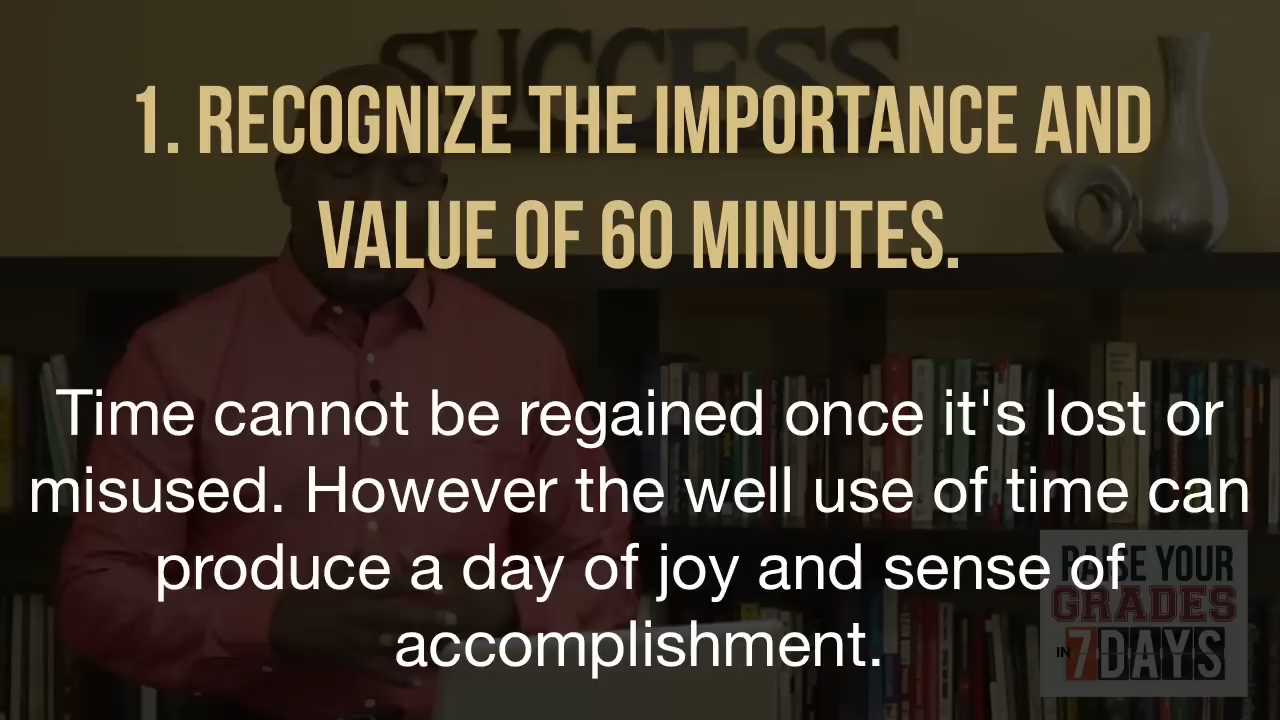 SUCCESS
1. RECOGNIZE THE IMPORTANCE AND
VALUE OF 60 MINUTES.
Time cannot be regained once it's lost or
misused. However the well use of time can
produce a day of joy and sense of
accomplishment.
RAISE YOUR
GRADES
IN 7 DAYS